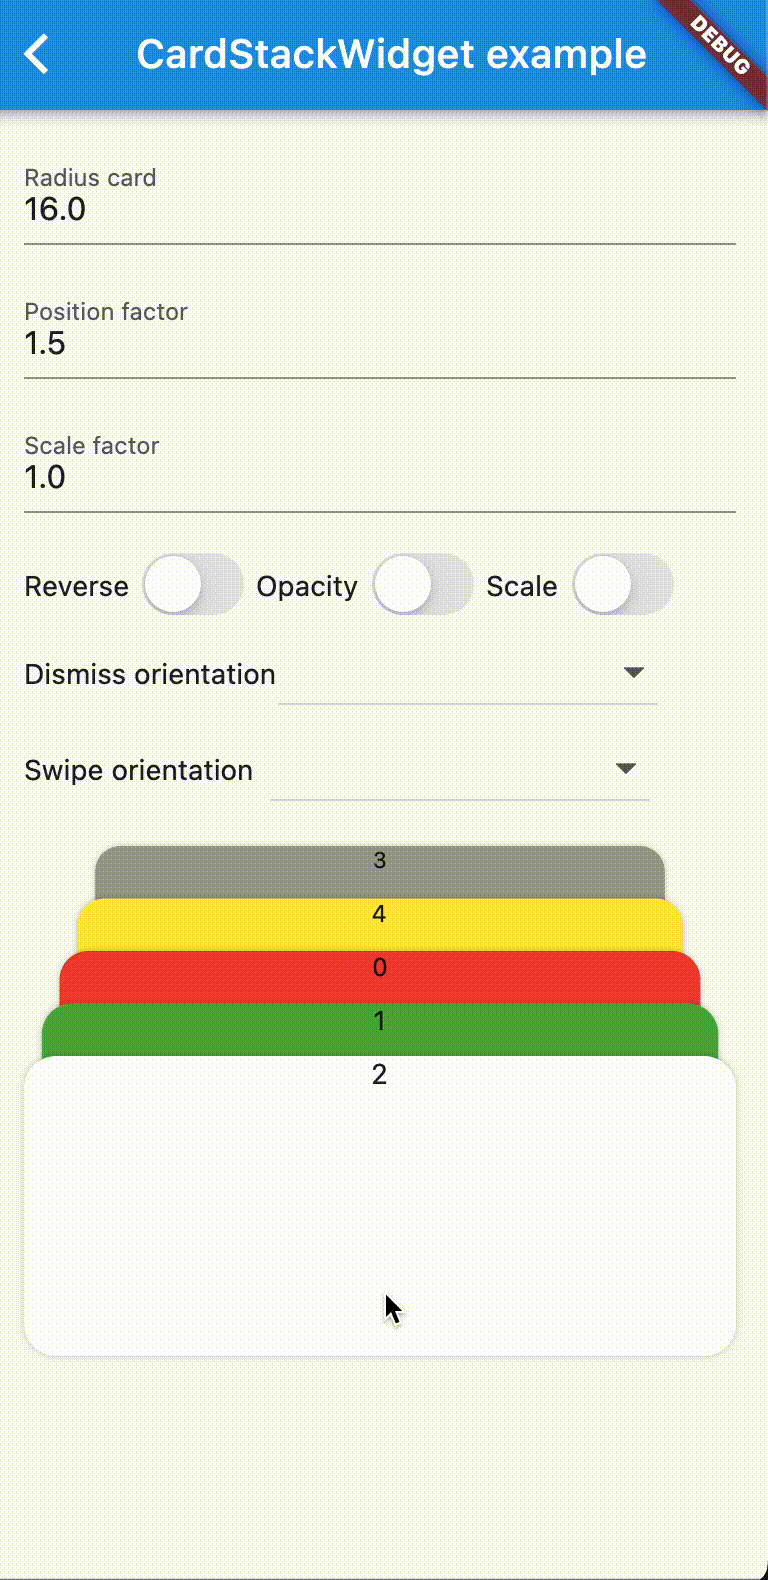 CardStackWidget example
DEBUG
Radius card
16.0
Position factor
1.5
Scale factor
1.0
Reverse Opacity Scale
Dismiss orientation
Swipe orientation
3
4
0
1
2